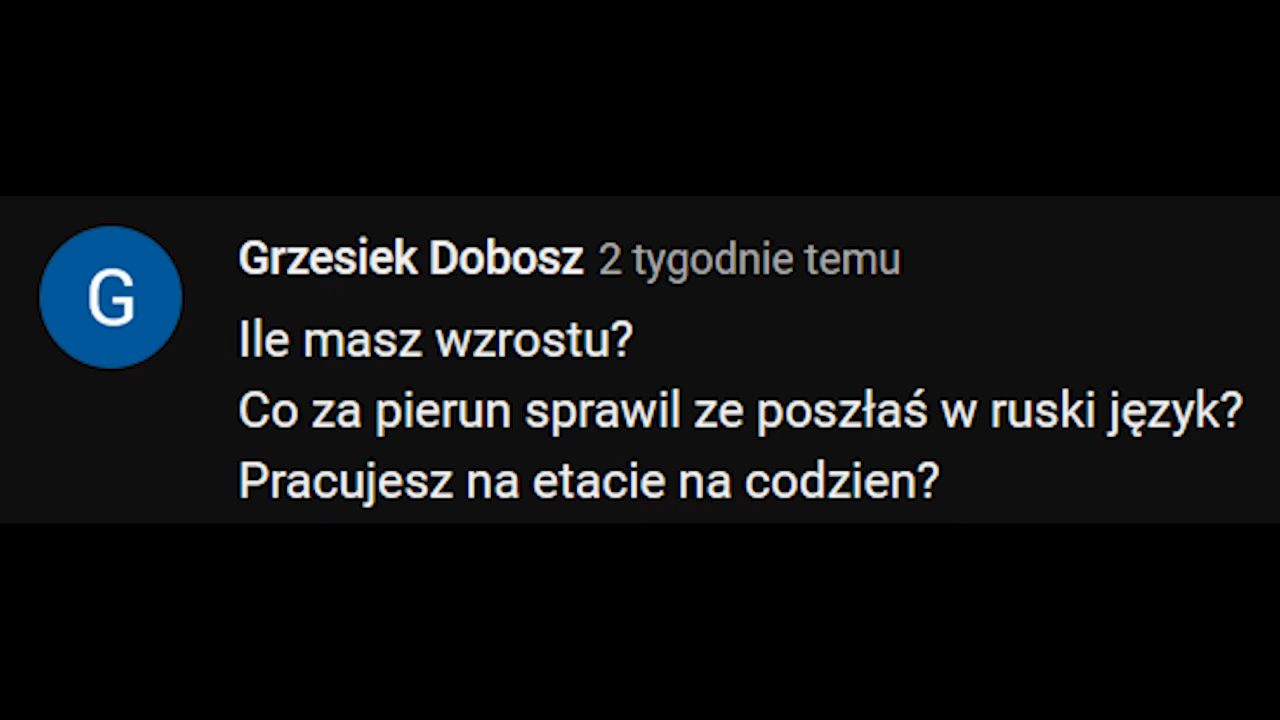 G
Grzesiek Dobosz 2 tygodnie temu
Ile masz wzrostu?
Co za pierun sprawil ze poszłaś w ruski język?
Pracujesz na etacie na codzien?